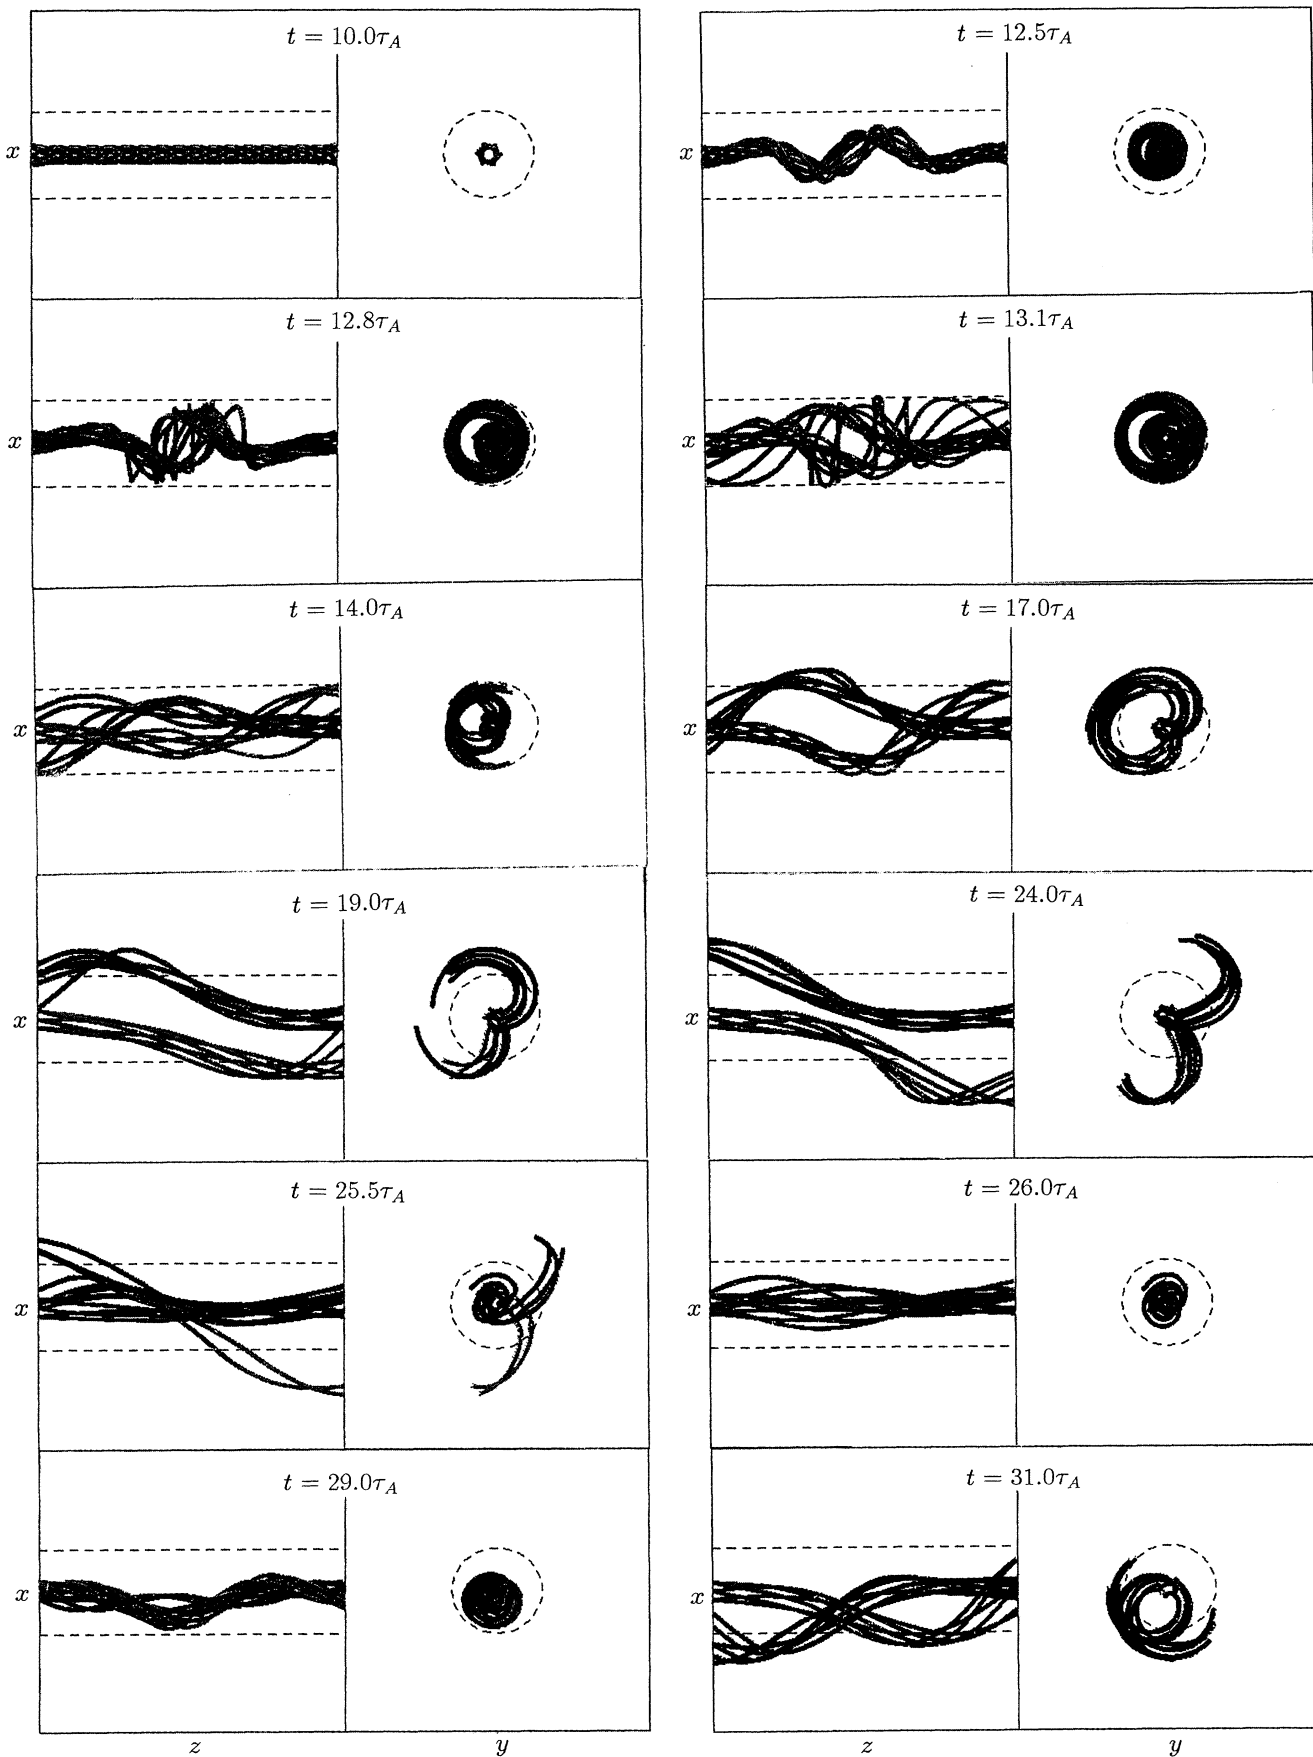 t = 10.0τ_A
t = 12.5τ_A
x
x
t = 12.8τ_A
t = 13.1τ_A
x
x
t = 14.0τ_A
t = 17.0τ_A
x
x
t = 19.0τ_A
t = 24.0τ_A
x
x
t = 25.5τ_A
t = 26.0τ_A
x
x
t = 29.0τ_A
t = 31.0τ_A
x
x
z
y
z
y